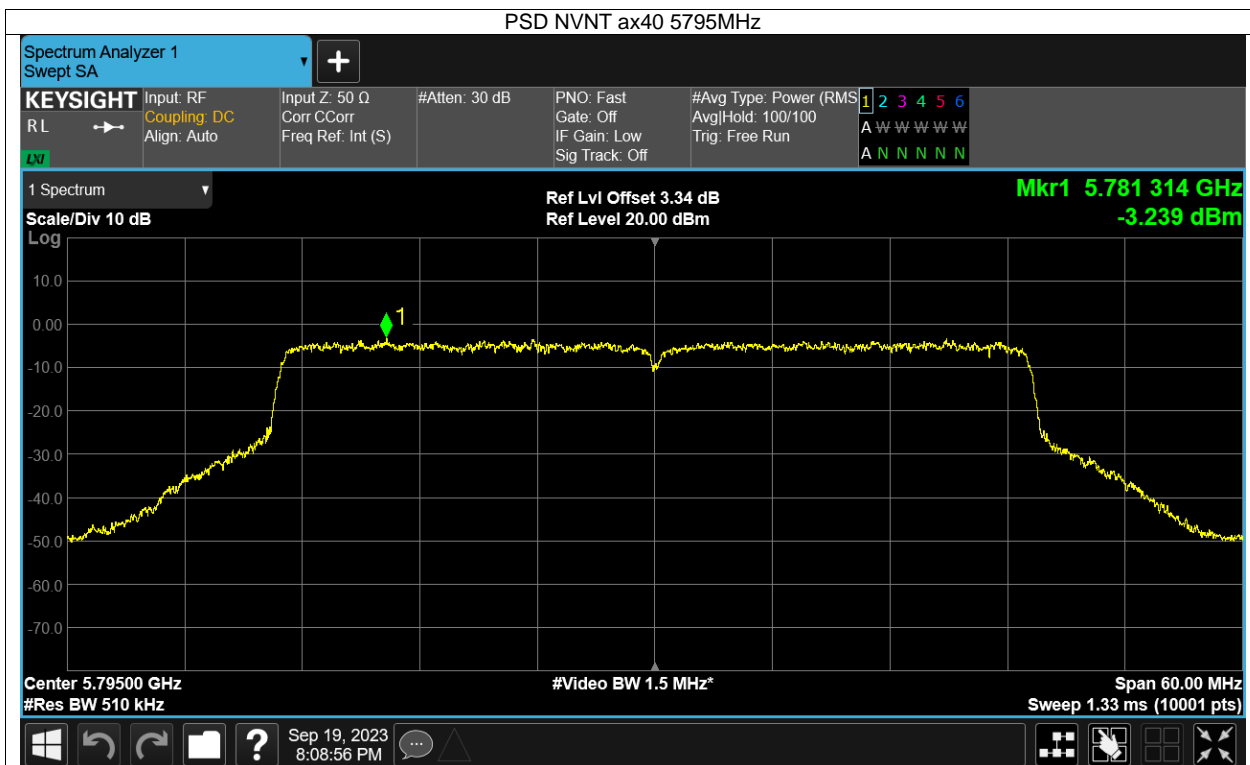 PSD NVNT ax40 5795MHz
Spectrum Analyzer 1
Swept SA
KEYSIGHT
RL
LXI
Input: RF
Coupling: DC
Align: Auto
Input Z: 50 Ω
Corr CCorr
Freq Ref: Int (S)
#Atten: 30 dB
PNO: Fast
Gate: Off
IF Gain: Low
Sig Track: Off
#Avg Type: Power (RMS
Avg|Hold: 100/100
Trig: Free Run
1 2 3 4 5 6
A W W W W W
A N N N N N
1 Spectrum
Scale/Div 10 dB
Log
Ref Lvl Offset 3.34 dB
Ref Level 20.00 dBm
Mkr1 5.781 314 GHz
-3.239 dBm
1
10.0
0.00
-10.0
-20.0
-30.0
-40.0
-50.0
-60.0
-70.0
Center 5.79500 GHz
#Res BW 510 kHz
#Video BW 1.5 MHz*
Span 60.00 MHz
Sweep 1.33 ms (10001 pts)
Sep 19, 2023
8:08:56 PM